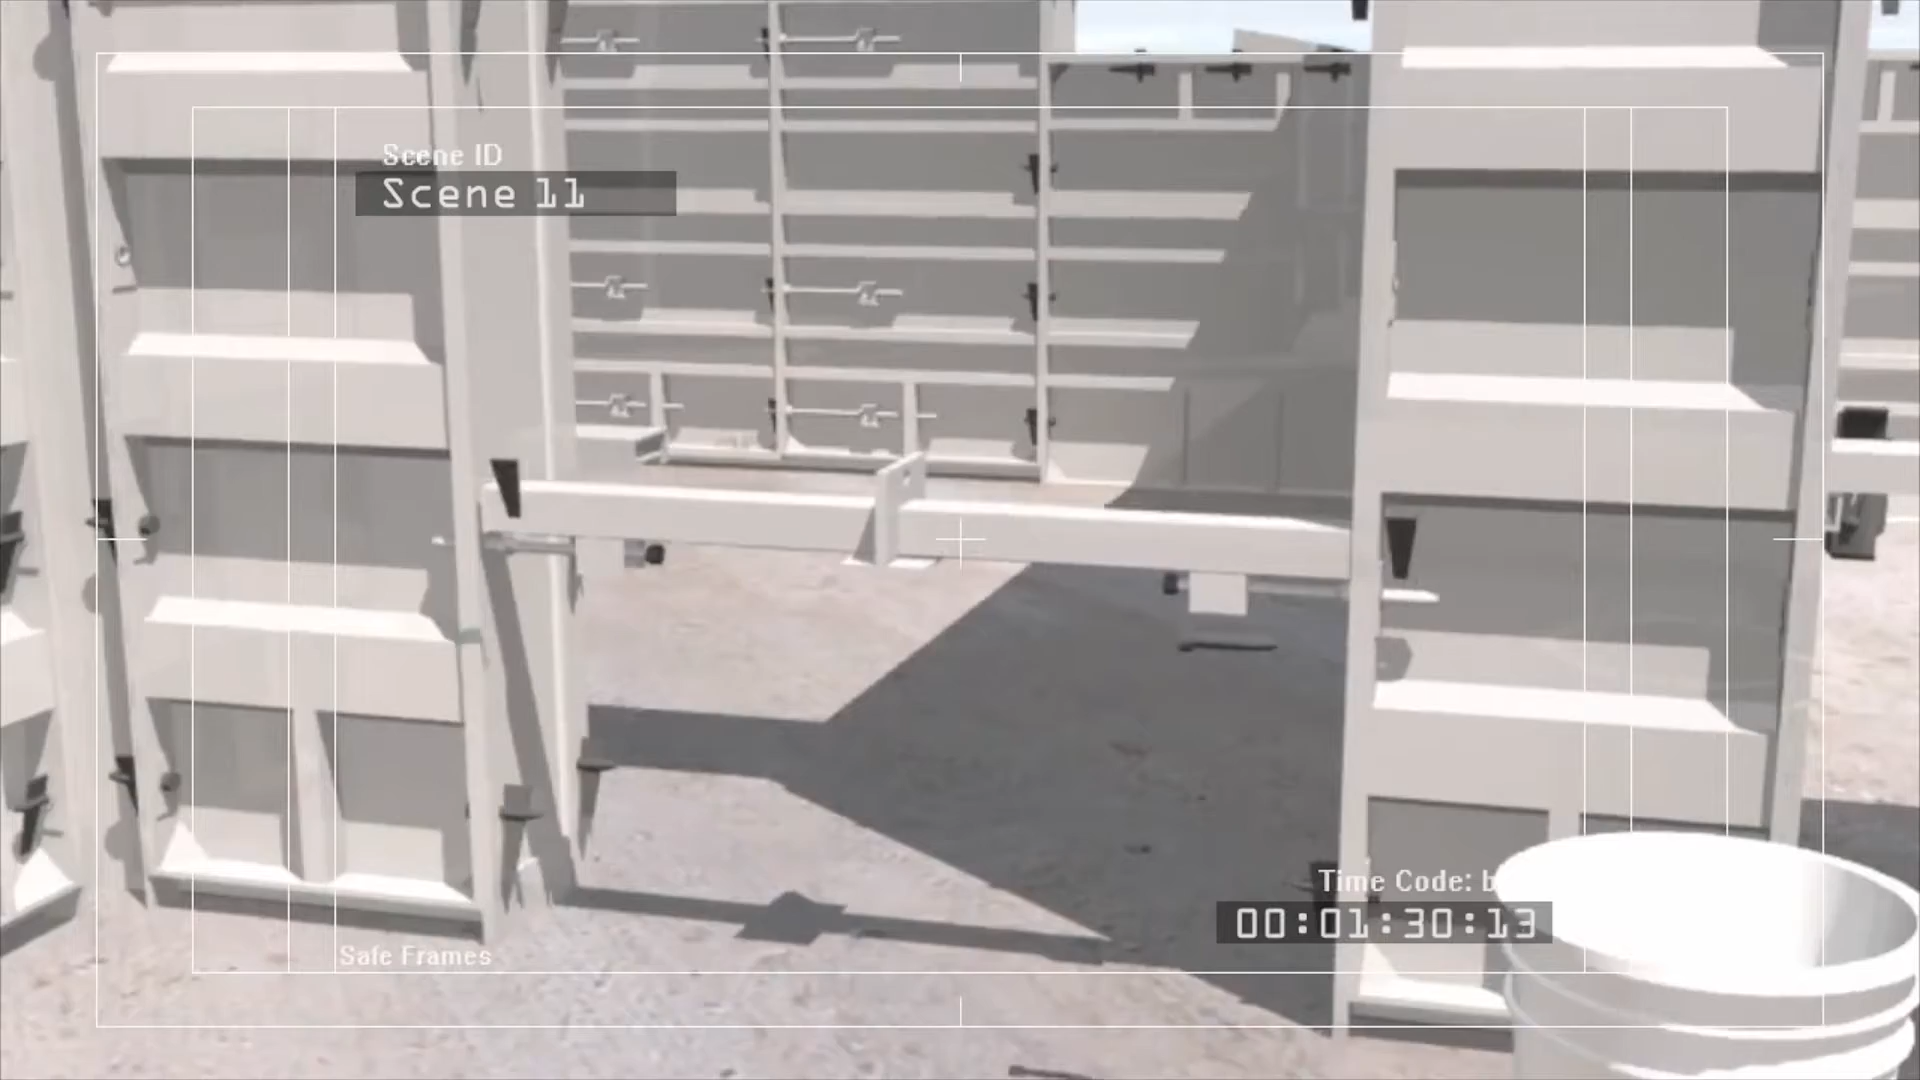 Scene ID
Scene 11
Time Code:
00:01:30:13
Safe Frames